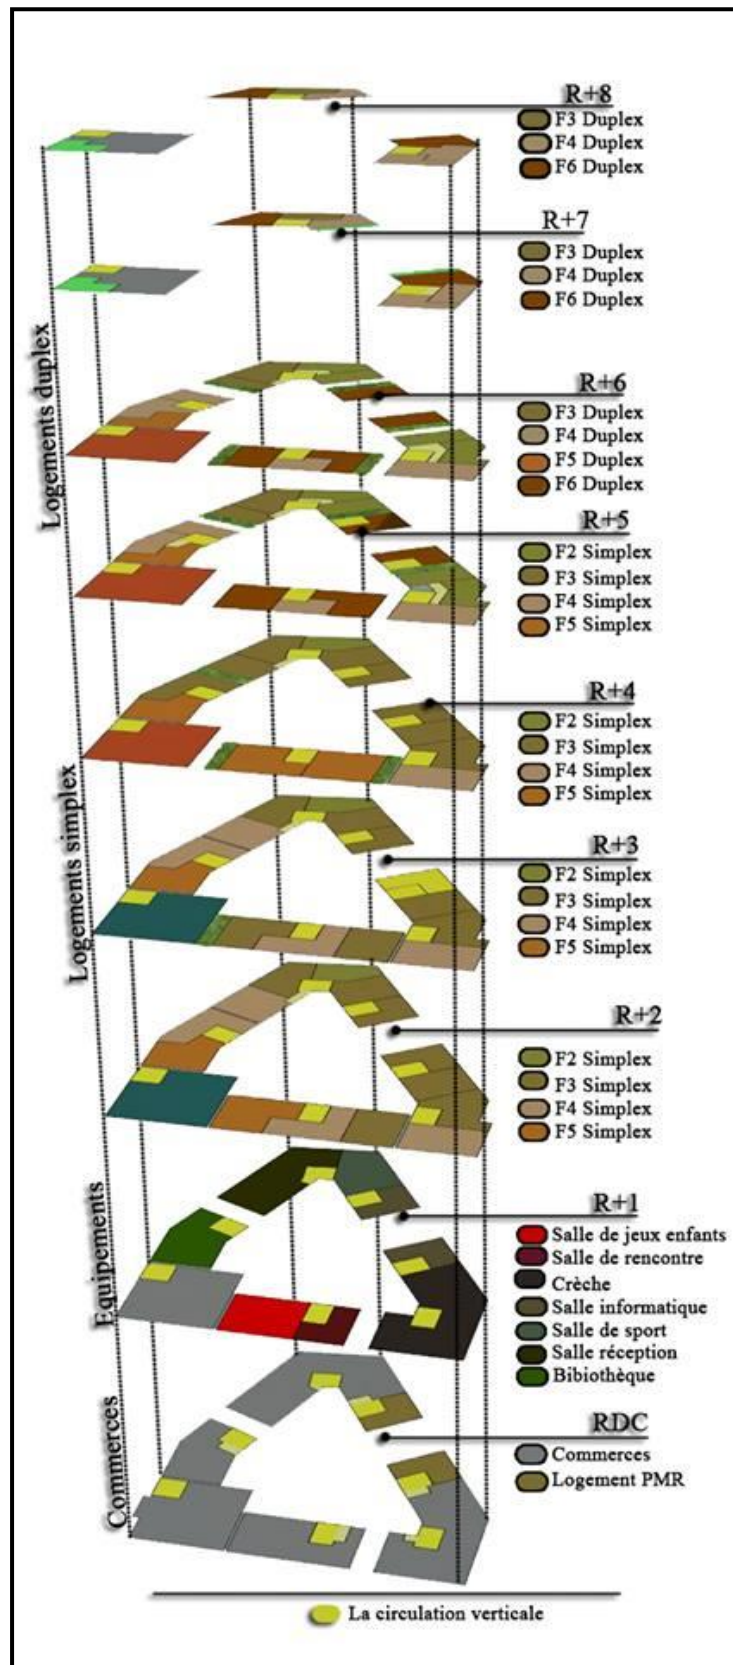 R+8
F3 Duplex
F4 Duplex
F6 Duplex
R+7
F3 Duplex
F4 Duplex
F6 Duplex
Logements duplex
R+6
F3 Duplex
F4 Duplex
F5 Duplex
F6 Duplex
R+5
F2 Simplex
F3 Simplex
F4 Simplex
F5 Simplex
Logements simplex
R+4
F2 Simplex
F3 Simplex
F4 Simplex
F5 Simplex
R+3
F2 Simplex
F3 Simplex
F4 Simplex
F5 Simplex
R+2
F2 Simplex
F3 Simplex
F4 Simplex
F5 Simplex
Equipements
R+1
Salle de jeux enfants
Salle de rencontre
Crèche
Salle informatique
Salle de sport
Salle réception
Bibiothèque
Commerces
RDC
Commerces
Logement PMR
La circulation verticale